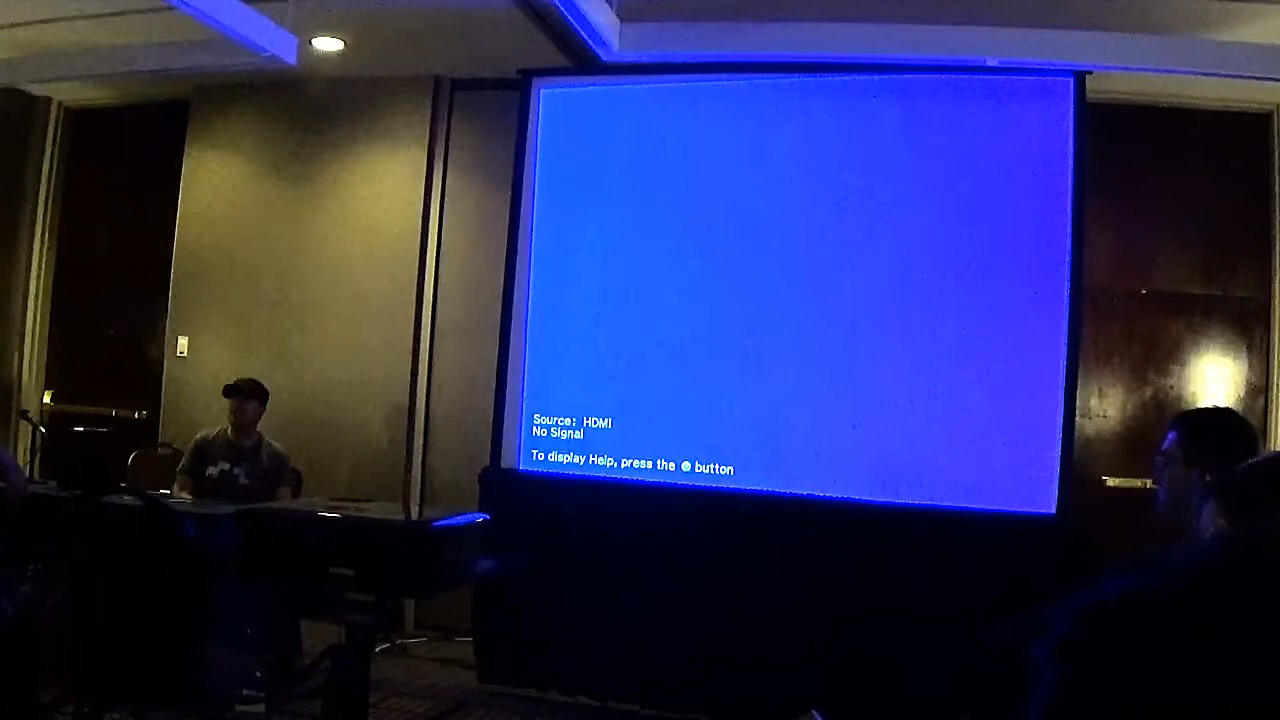 Source: HDMI
No Signal
To display Help, press the button